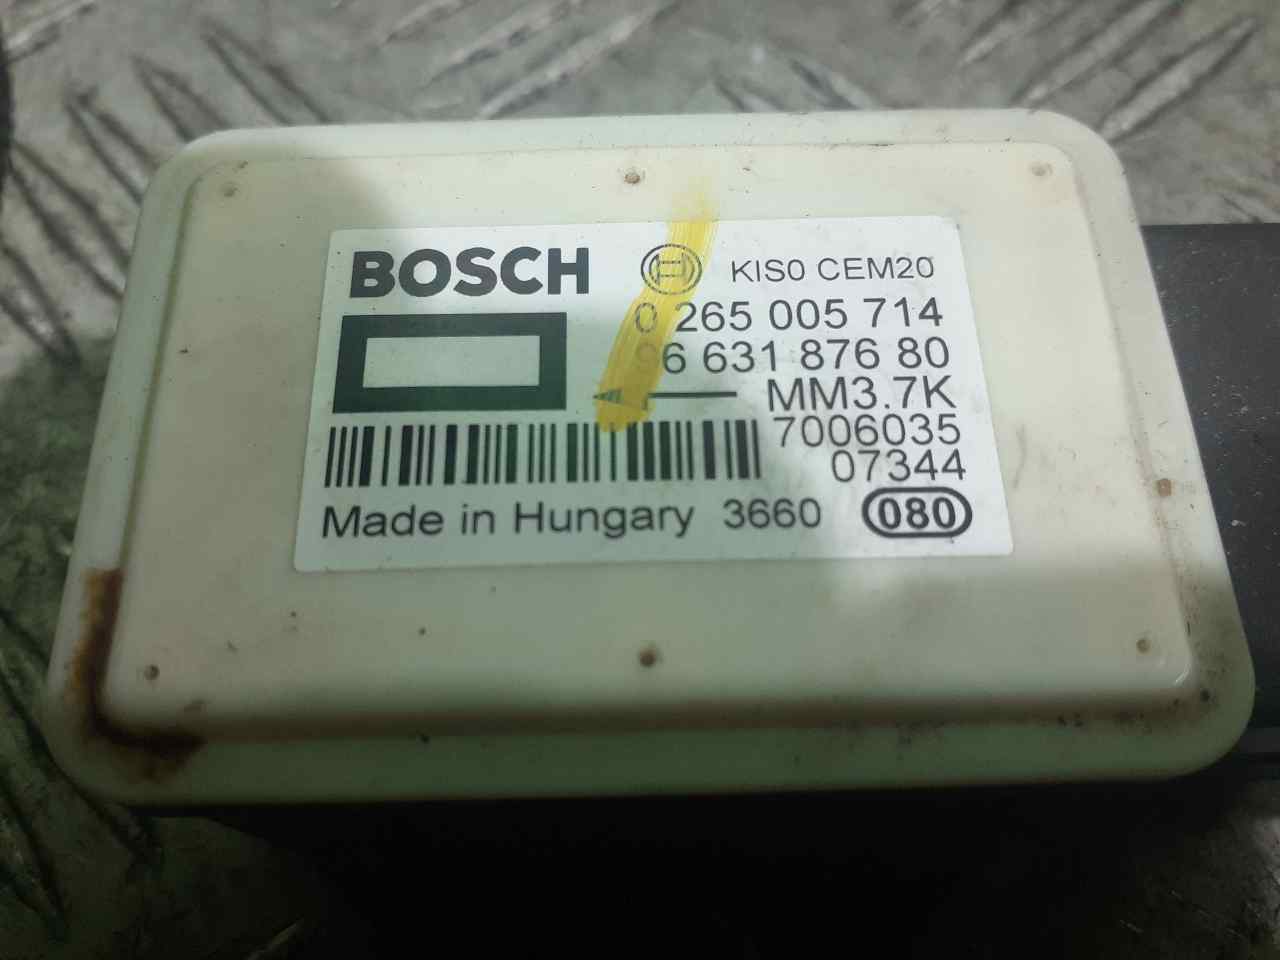 BOSCH KIS0 CEM20
0 265 005 714
96 631 876 80
MM3.7K
7006035
07344
Made in Hungary 3660 080